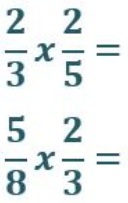 2/3 x 2/5 =
5/8 x 2/3 =